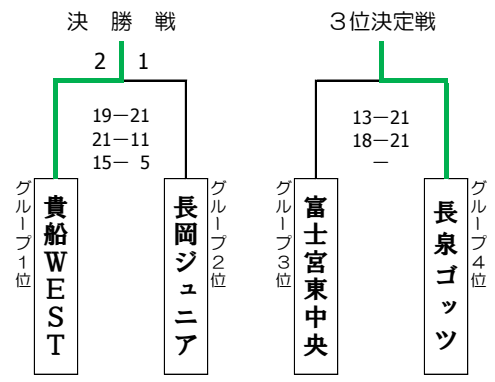 決 勝 戦
2 1
19－21
21－11
15－ 5
グループ1位
貴船WEST
長岡ジュニア
グループ2位
3位決定戦
13－21
18－21
－
グループ3位
富士宮東中央
長泉ゴッツ
グループ4位